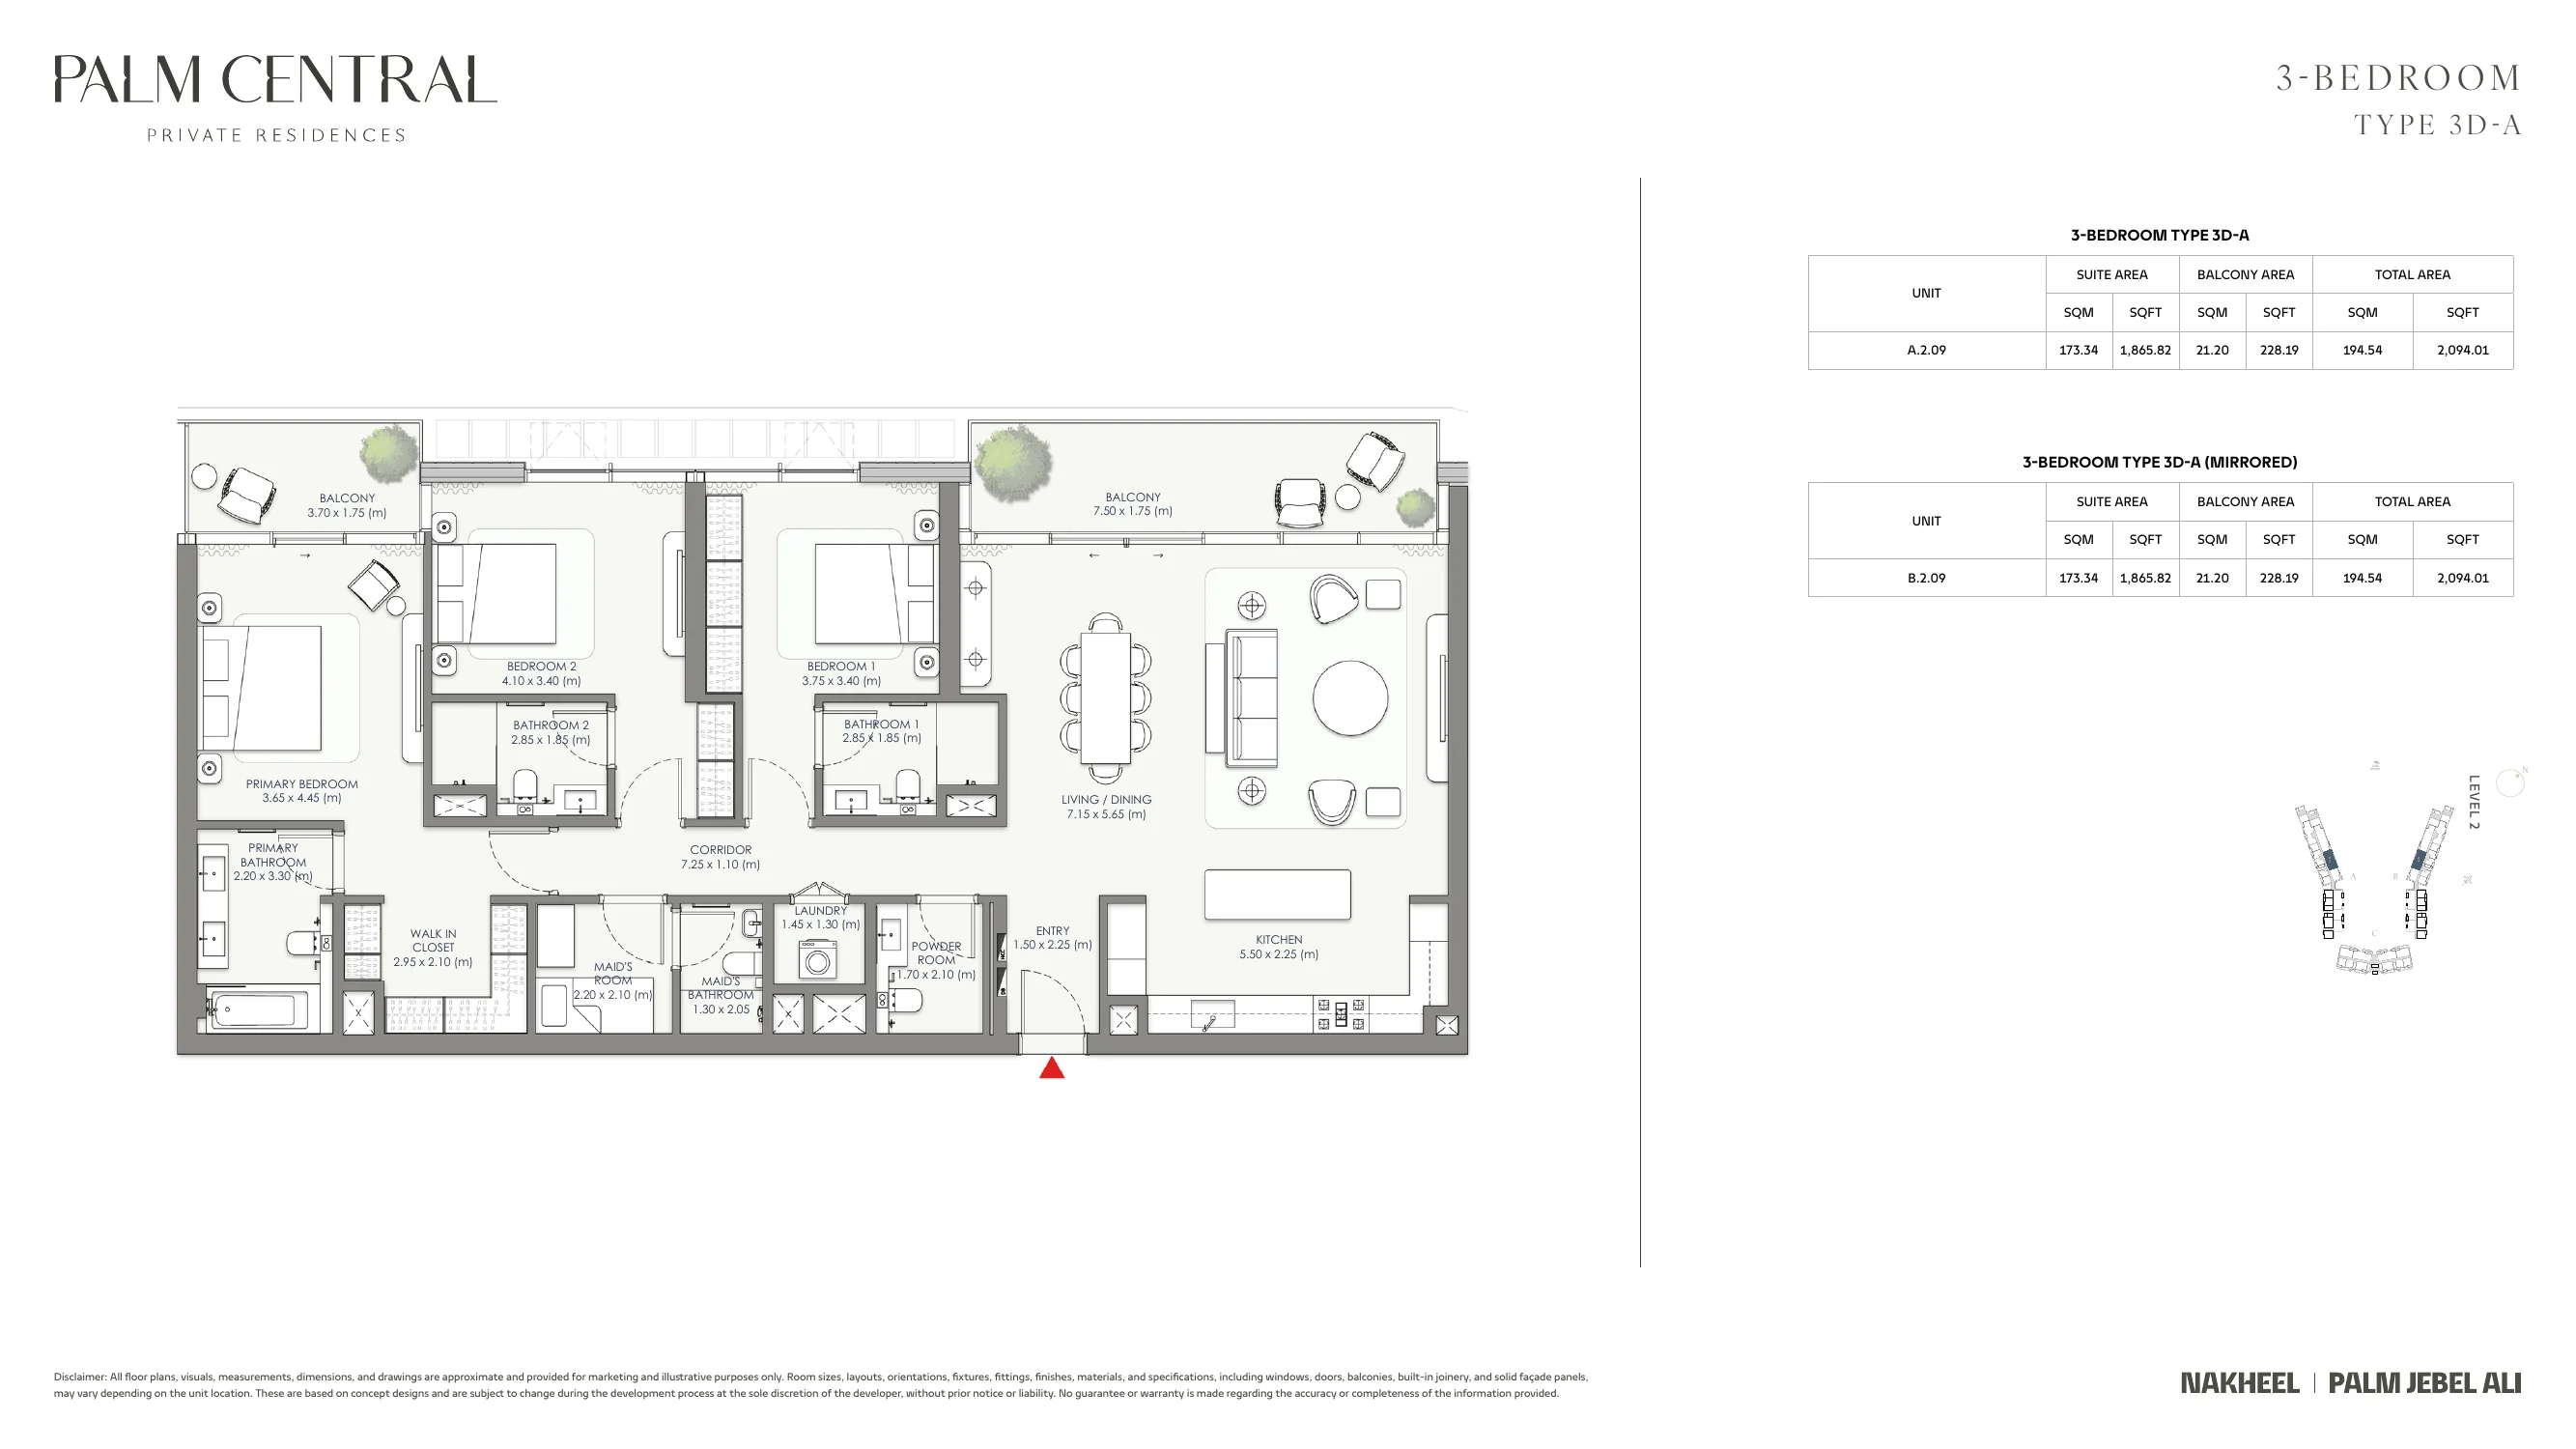 PALM CENTRAL
PRIVATE RESIDENCES
3-BEDROOM
TYPE 3D-A
3-BEDROOM TYPE 3D-A
UNIT SUITE AREA BALCONY AREA TOTAL AREA
SQM SQFT SQM SQFT SQM SQFT
A.2.09 173.34 1,865.82 21.20 228.19 194.54 2,094.01
3-BEDROOM TYPE 3D-A (MIRRORED)
UNIT SUITE AREA BALCONY AREA TOTAL AREA
SQM SQFT SQM SQFT SQM SQFT
B.2.09 173.34 1,865.82 21.20 228.19 194.54 2,094.01
BALCONY
3.70 x 1.75 (m)
BALCONY
7.50 x 1.75 (m)
BEDROOM 2
4.10 x 3.40 (m)
BEDROOM 1
3.75 x 3.40 (m)
BATHROOM 2
2.85 x 1.85 (m)
BATHROOM 1
2.85 x 1.85 (m)
PRIMARY BEDROOM
3.65 x 4.45 (m)
LIVING / DINING
7.15 x 5.65 (m)
PRIMARY
BATHROOM
2.20 x 3.30 (m)
CORRIDOR
7.25 x 1.10 (m)
WALK IN
CLOSET
2.95 x 2.10 (m)
MAID'S
ROOM
2.20 x 2.10 (m)
MAID'S
BATHROOM
1.30 x 2.05
LAUNDRY
1.45 x 1.30 (m)
POWDER
ROOM
1.70 x 2.10 (m)
ENTRY
1.50 x 2.25 (m)
KITCHEN
5.50 x 2.25 (m)
LEVEL 2
N
A
B
C
Disclaimer: All floor plans, visuals, measurements, dimensions, and drawings are approximate and provided for marketing and illustrative purposes only. Room sizes, layouts, orientations, fixtures, fittings, finishes, materials, and specifications, including windows, doors, balconies, built-in joinery, and solid façade panels,
may vary depending on the unit location. These are based on concept designs and are subject to change during the development process at the sole discretion of the developer, without prior notice or liability. No guarantee or warranty is made regarding the accuracy or completeness of the information provided.
NAKHEEL | PALM JEBEL ALI